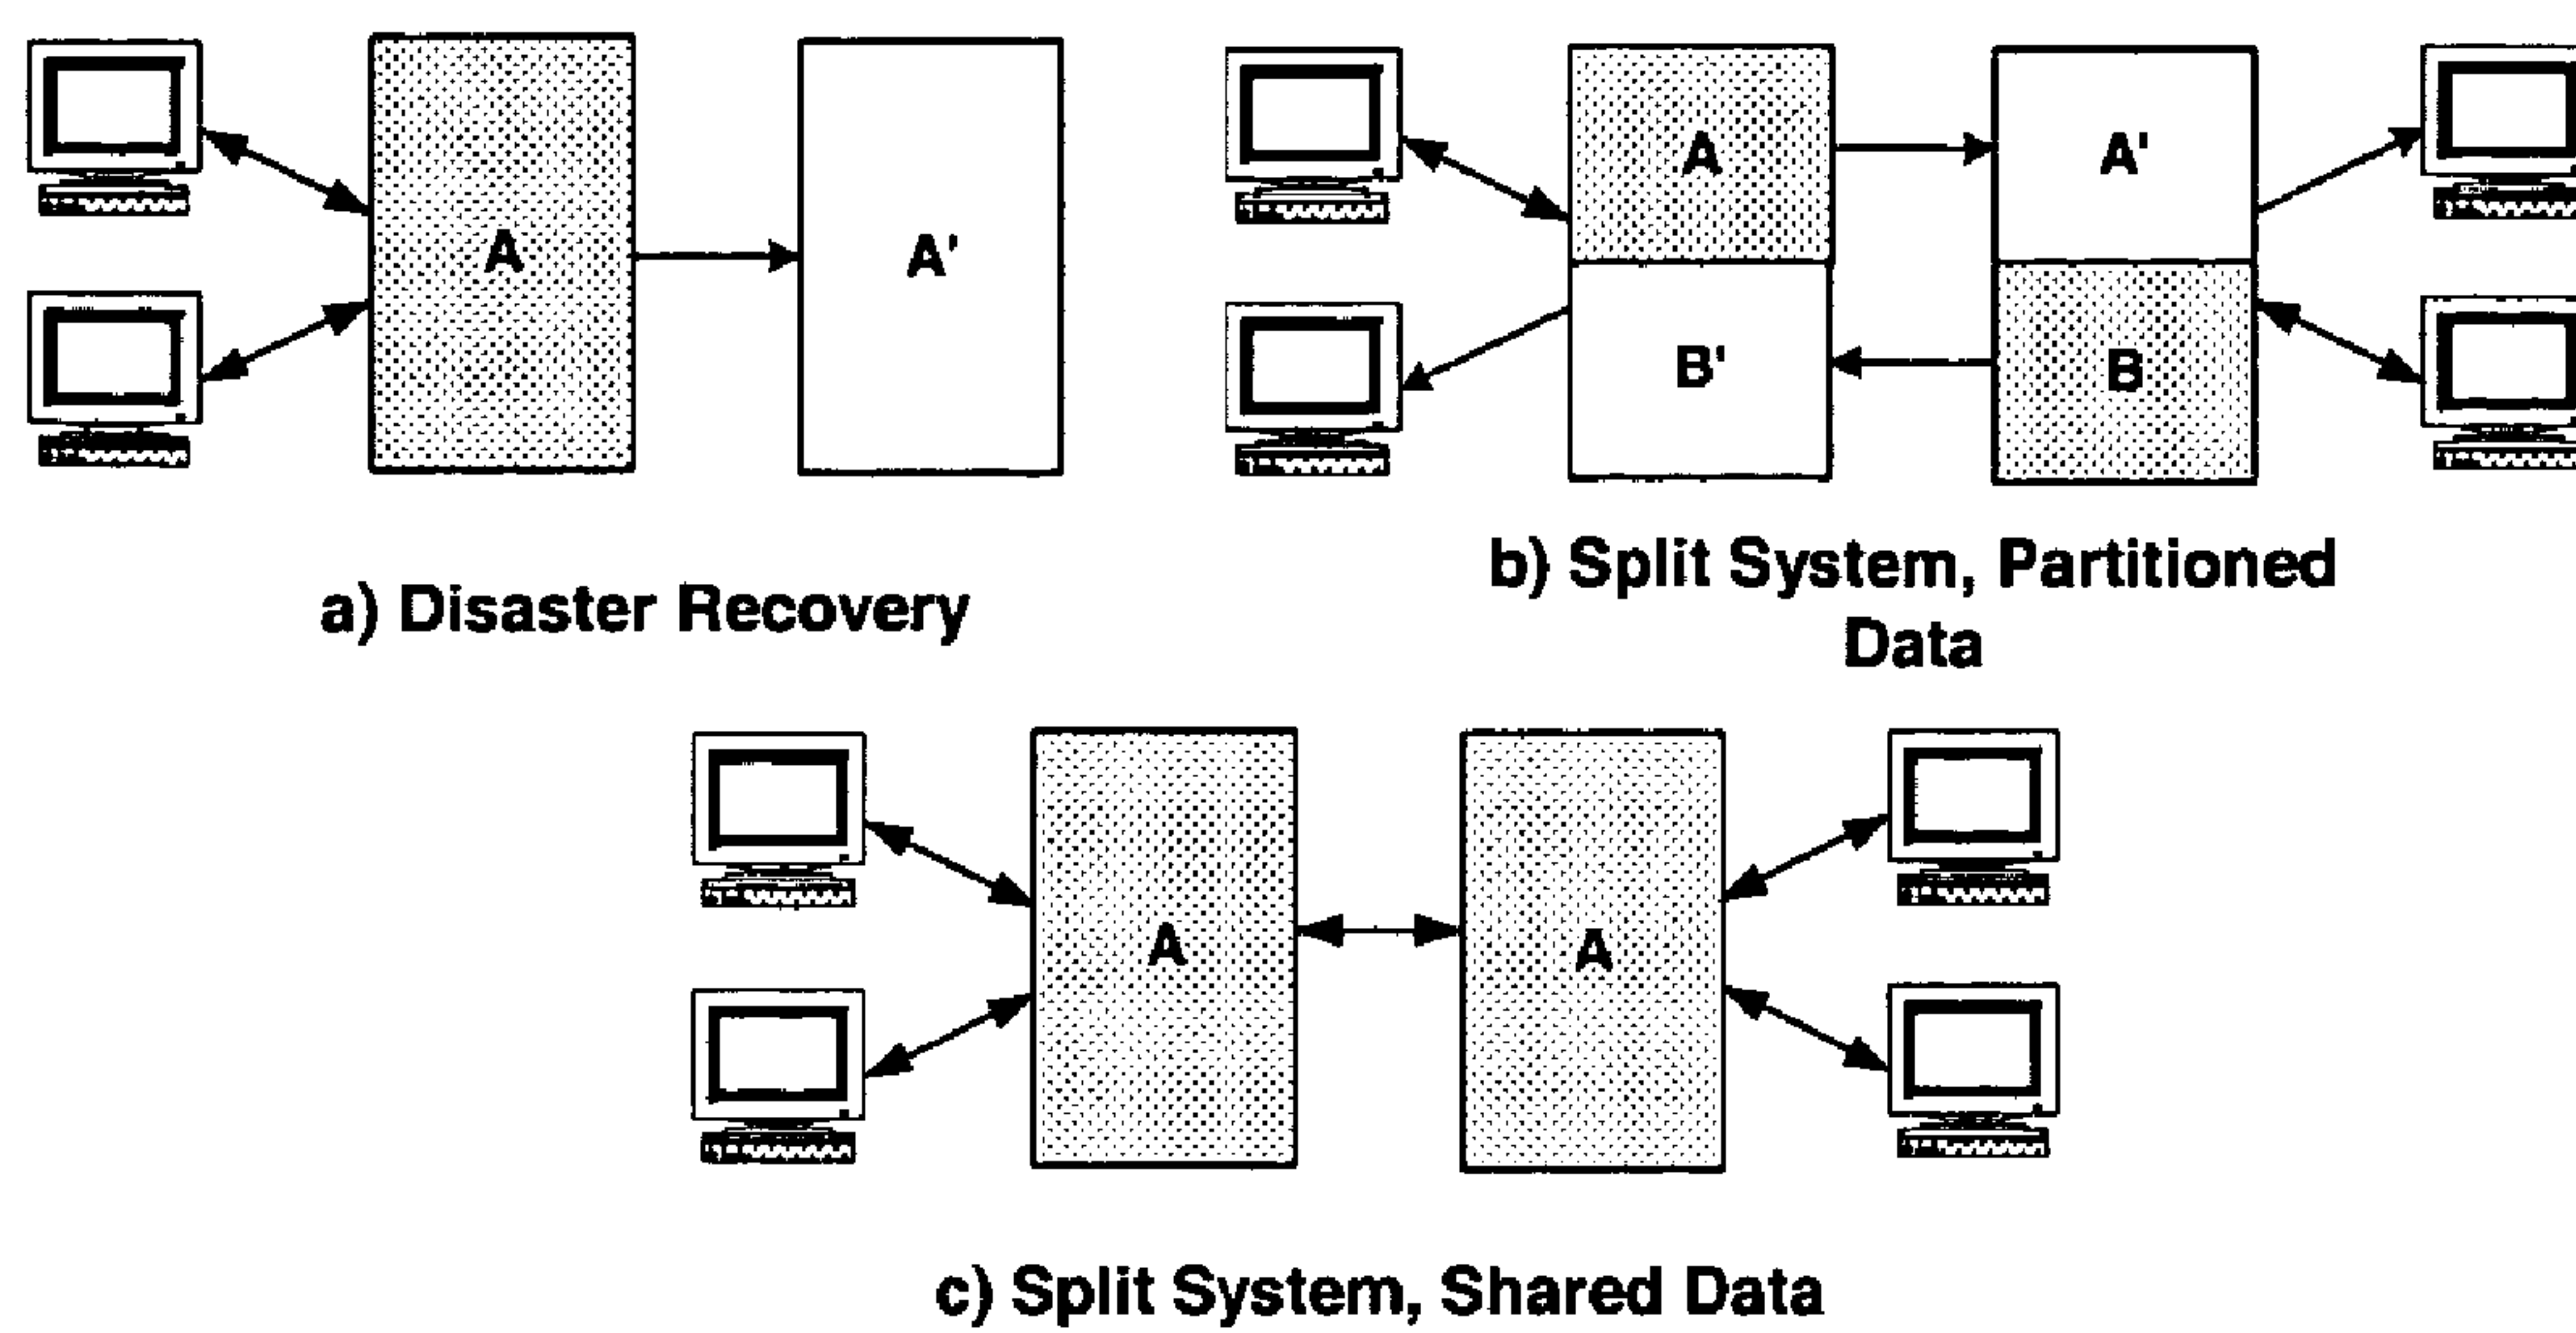 A
A'
a) Disaster Recovery
A
A'
B'
B
b) Split System, Partitioned
Data
A
A
c) Split System, Shared Data